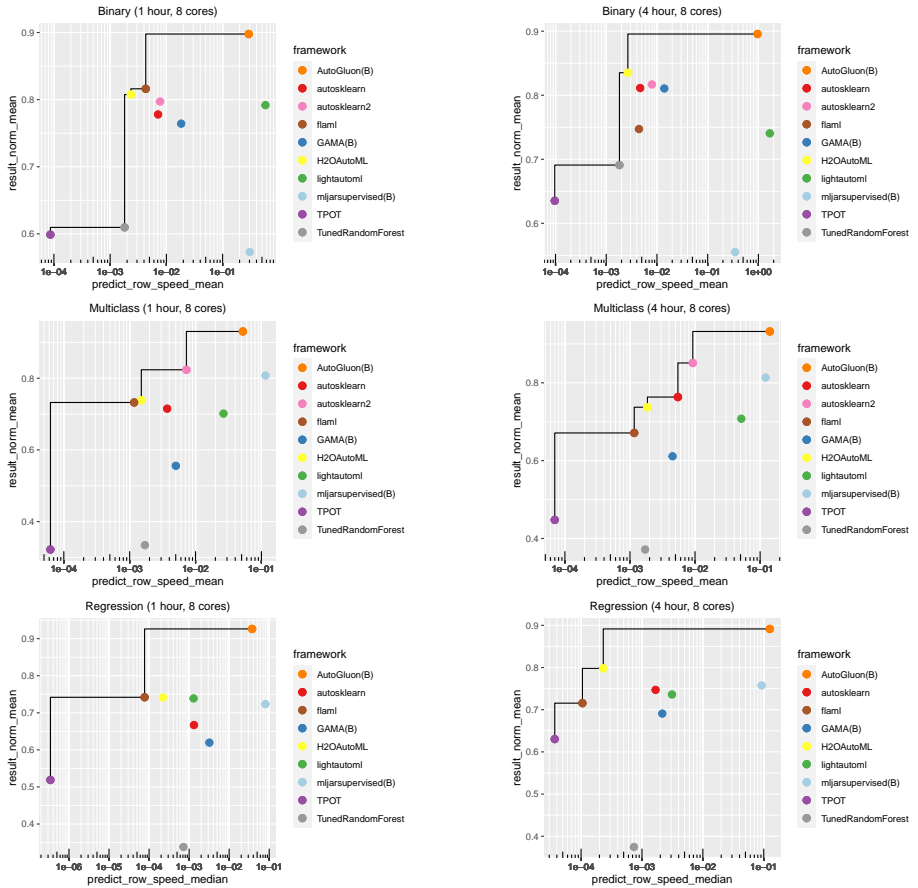 Binary (1 hour, 8 cores)
result_norm_mean
0.9
0.8
0.7
0.6
1e-04
1e-03
1e-02
1e-01
predict_row_speed_mean
framework
AutoGluon(B)
autosklearn
autosklearn2
flaml
GAMA(B)
H2OAutoML
lightautoml
mljarsupervised(B)
TPOT
TunedRandomForest
Binary (4 hour, 8 cores)
result_norm_mean
0.9
0.8
0.7
0.6
1e-04
1e-03
1e-02
1e-01
1e+00
predict_row_speed_mean
framework
AutoGluon(B)
autosklearn
autosklearn2
flaml
GAMA(B)
H2OAutoML
lightautoml
mljarsupervised(B)
TPOT
TunedRandomForest
Multiclass (1 hour, 8 cores)
result_norm_mean
0.8
0.6
0.4
1e-04
1e-03
1e-02
1e-01
predict_row_speed_mean
framework
AutoGluon(B)
autosklearn
autosklearn2
flaml
GAMA(B)
H2OAutoML
lightautoml
mljarsupervised(B)
TPOT
TunedRandomForest
Multiclass (4 hour, 8 cores)
result_norm_mean
0.8
0.6
0.4
1e-04
1e-03
1e-02
1e-01
predict_row_speed_mean
framework
AutoGluon(B)
autosklearn
autosklearn2
flaml
GAMA(B)
H2OAutoML
lightautoml
mljarsupervised(B)
TPOT
TunedRandomForest
Regression (1 hour, 8 cores)
result_norm_mean
0.9
0.8
0.7
0.6
0.5
0.4
1e-06
1e-05
1e-04
1e-03
1e-02
1e-01
predict_row_speed_median
framework
AutoGluon(B)
autosklearn
flaml
GAMA(B)
H2OAutoML
lightautoml
mljarsupervised(B)
TPOT
TunedRandomForest
Regression (4 hour, 8 cores)
result_norm_mean
0.9
0.8
0.7
0.6
0.5
0.4
1e-04
1e-03
1e-02
1e-01
predict_row_speed_median
framework
AutoGluon(B)
autosklearn
flaml
GAMA(B)
H2OAutoML
lightautoml
mljarsupervised(B)
TPOT
TunedRandomForest